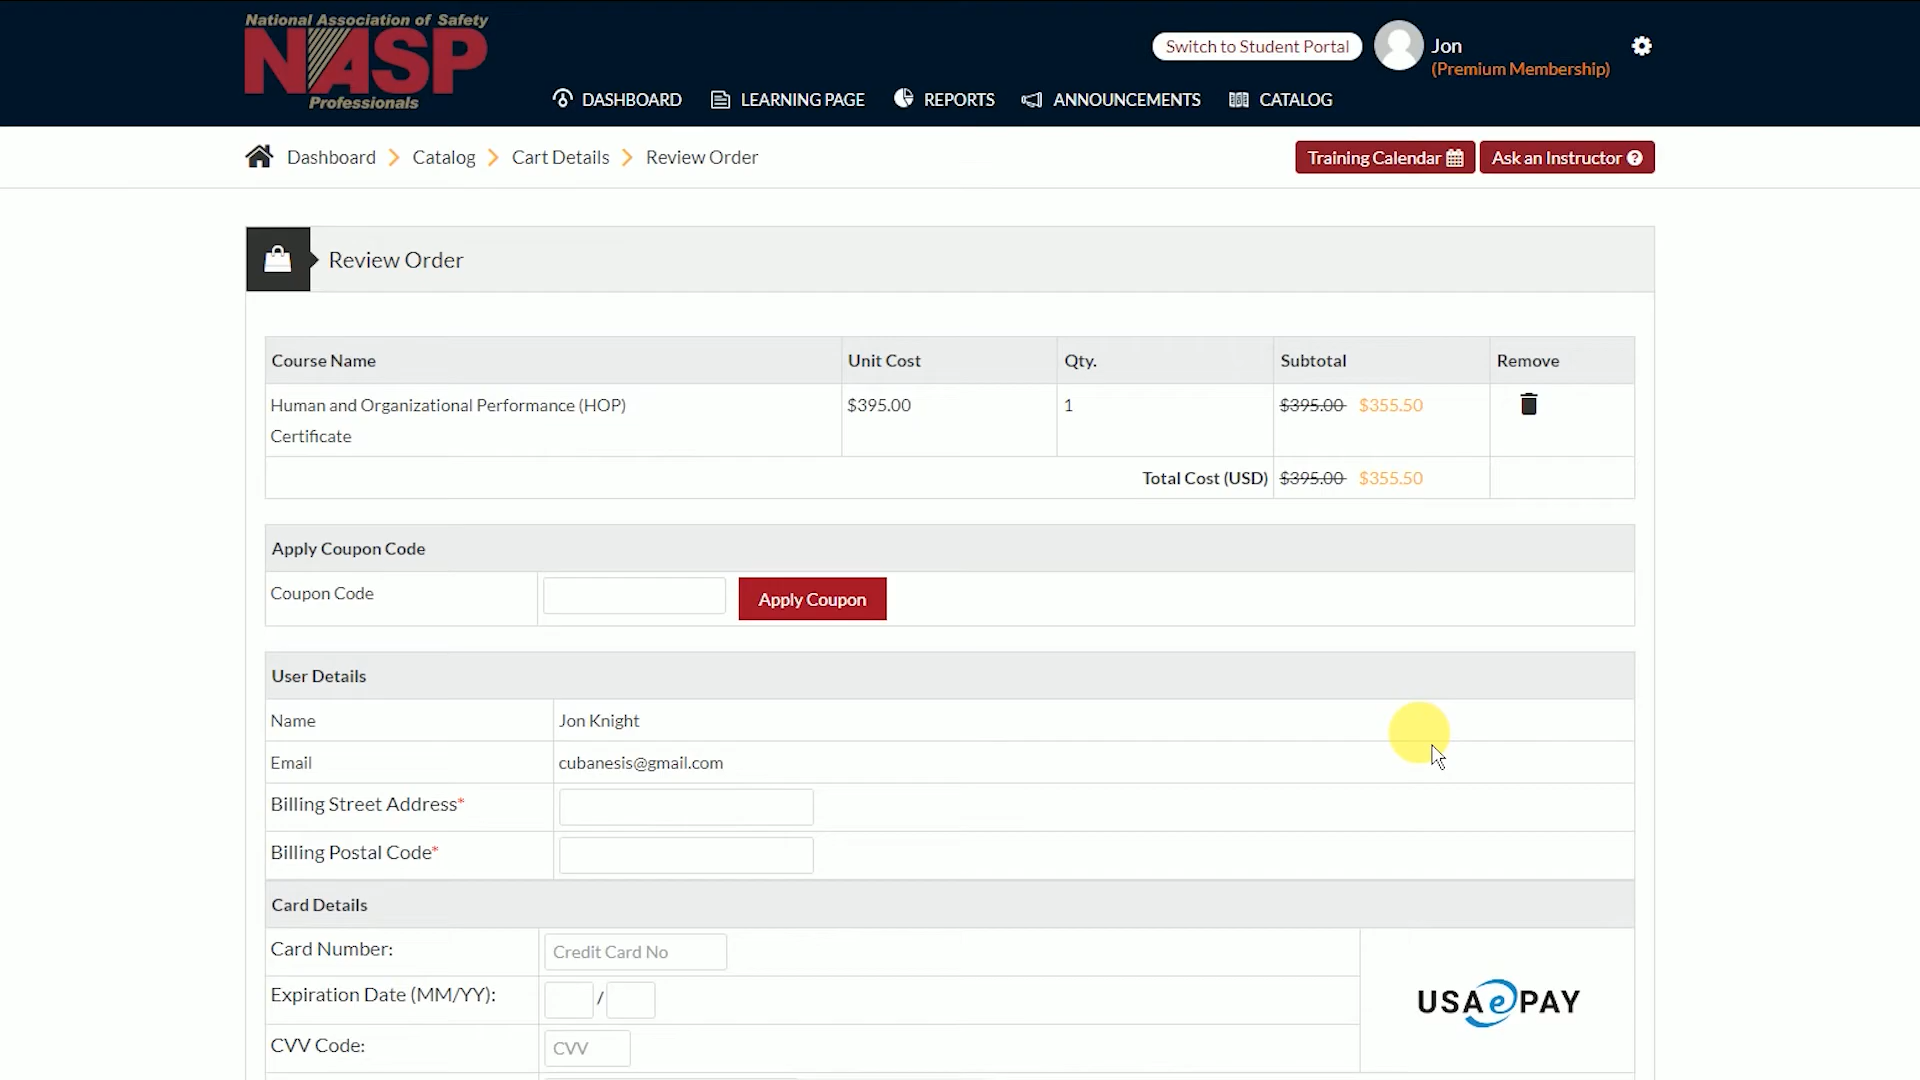 National Association of Safety
NASP
Professionals
Switch to Student Portal
Jon
(Premium Membership)
DASHBOARD LEARNING PAGE REPORTS ANNOUNCEMENTS CATALOG
Dashboard Catalog Cart Details Review Order
Training Calendar Ask an Instructor ?
Review Order
Course Name Unit Cost Qty. Subtotal Remove
Human and Organizational Performance (HOP) $395.00 1 $395.00 $355.50
Certificate
Total Cost (USD) $395.00 $355.50
Apply Coupon Code
Coupon Code Apply Coupon
User Details
Name Jon Knight
Email cubanesis@gmail.com
Billing Street Address*
Billing Postal Code*
Card Details
Card Number: Credit Card No
Expiration Date (MM/YY): /
USA ePAY
CVV Code: CVV